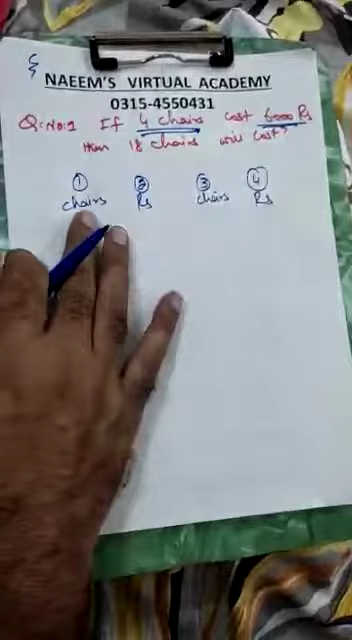 NAEEM'S VIRTUAL ACADEMY
0315-4550431
Q:No:1 If 4 chairs cost 6000 Rs
then 18 chairs will cost?
1 2 3 4
chairs Rs chairs Rs